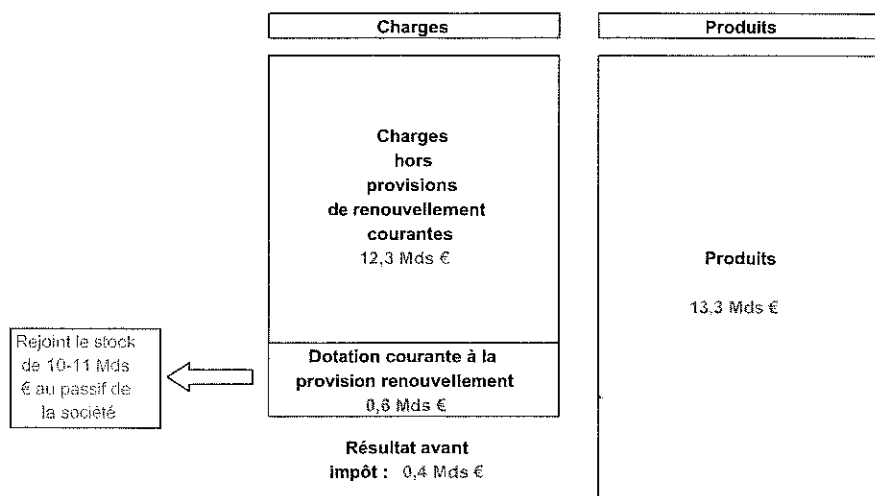 Charges
Produits
Charges
hors
provisions
de renouvellement
courantes
12,3 Mds €
Produits
13,3 Mds €
Rejoint le stock
de 10-11 Mds
€ au passif de
la société
Dotation courante à la
provision renouvellement
0,6 Mds €
Résultat avant
impôt : 0,4 Mds €